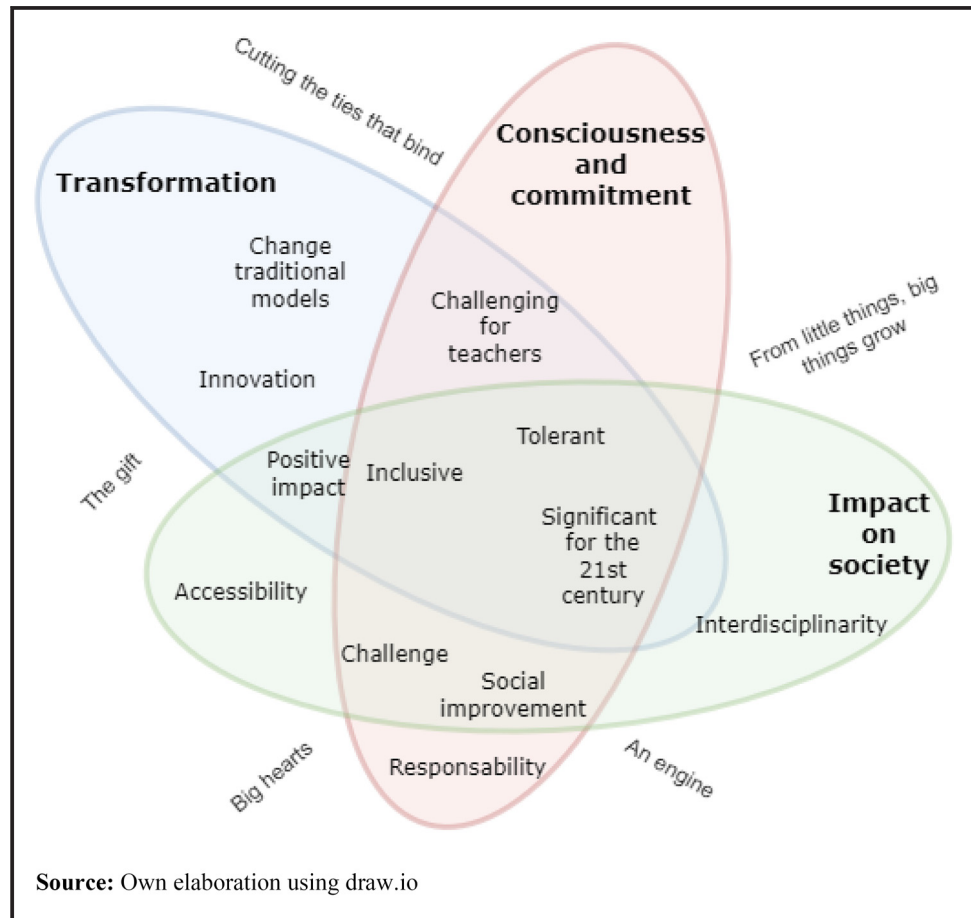 Cutting the ties that bind
Consciousness
and
commitment
Transformation
Change
traditional
models
Challenging
for
teachers
From little things, big
things grow
Innovation
Tolerant
Positive
impact
Inclusive
The gift
Significant
for the
21st
century
Impact
on
society
Accessibility
Interdisciplinarity
Challenge
Social
improvement
Responsability
Big hearts
An engine
Source: Own elaboration using draw.io